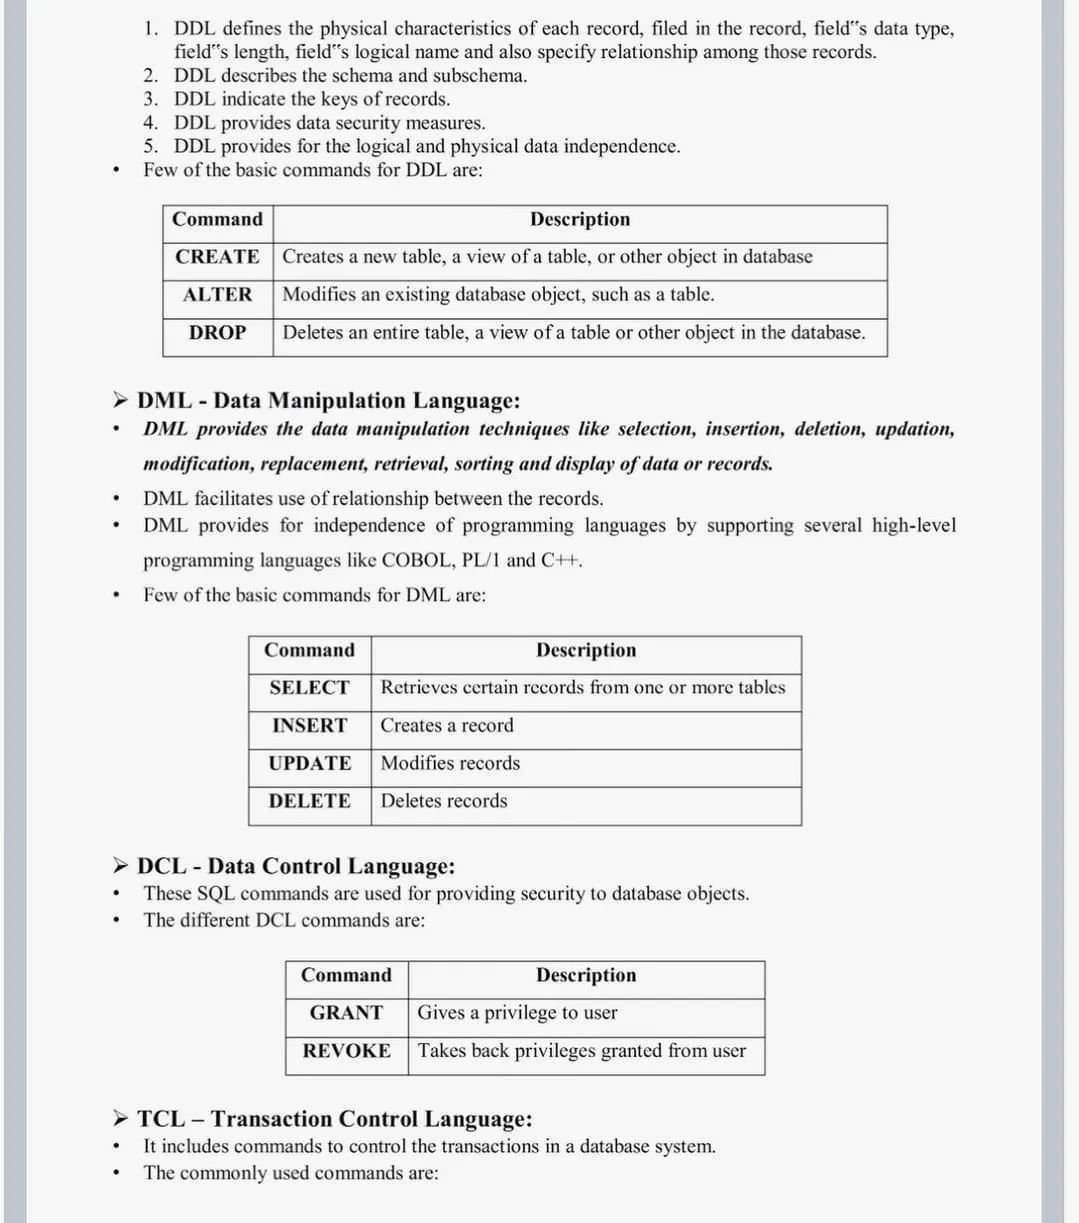 1. DDL defines the physical characteristics of each record, filed in the record, field‟s data type,
field‟s length, field‟s logical name and also specify relationship among those records.
2. DDL describes the schema and subschema.
3. DDL indicate the keys of records.
4. DDL provides data security measures.
5. DDL provides for the logical and physical data independence.
• Few of the basic commands for DDL are:
Command Description
CREATE Creates a new table, a view of a table, or other object in database
ALTER Modifies an existing database object, such as a table.
DROP Deletes an entire table, a view of a table or other object in the database.
➢ DML - Data Manipulation Language:
• DML provides the data manipulation techniques like selection, insertion, deletion, updation,
modification, replacement, retrieval, sorting and display of data or records.
• DML facilitates use of relationship between the records.
• DML provides for independence of programming languages by supporting several high-level
programming languages like COBOL, PL/1 and C++.
• Few of the basic commands for DML are:
Command Description
SELECT Retrieves certain records from one or more tables
INSERT Creates a record
UPDATE Modifies records
DELETE Deletes records
➢ DCL - Data Control Language:
• These SQL commands are used for providing security to database objects.
• The different DCL commands are:
Command Description
GRANT Gives a privilege to user
REVOKE Takes back privileges granted from user
➢ TCL – Transaction Control Language:
• It includes commands to control the transactions in a database system.
• The commonly used commands are: